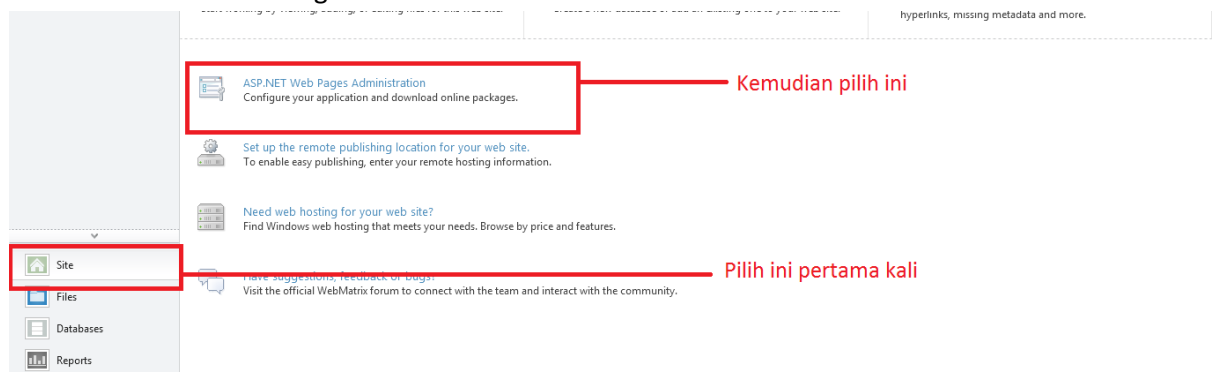 hyperlinks, missing metadata and more.
ASP.NET Web Pages Administration
Configure your application and download online packages.
Kemudian pilih ini
Set up the remote publishing location for your web site.
To enable easy publishing, enter your remote hosting information.
Need web hosting for your web site?
Find Windows web hosting that meets your needs. Browse by price and features.
Site
Have suggestions, feedback or bugs?
Pilih ini pertama kali
Visit the official WebMatrix forum to connect with the team and interact with the community.
Files
Databases
Reports